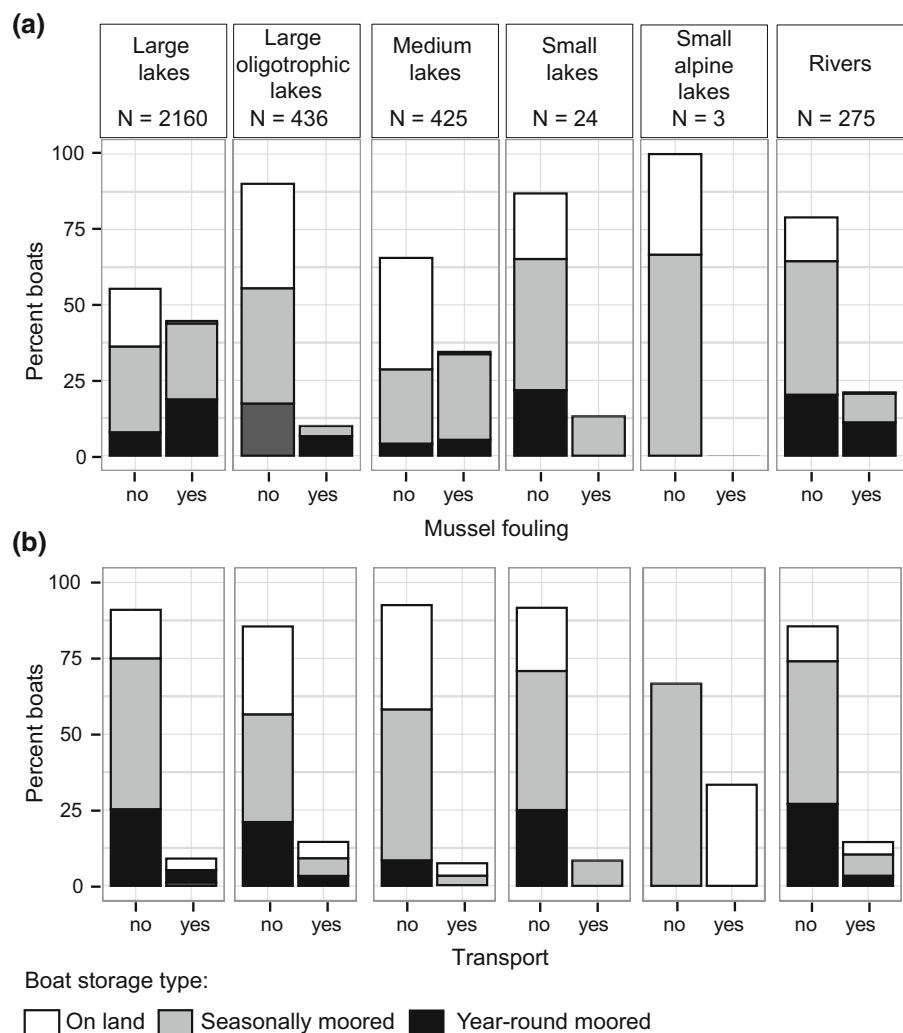 (a)
Large lakes N = 2160
Large oligotrophic lakes N = 436
Medium lakes N = 425
Small lakes N = 24
Small alpine lakes N = 3
Rivers N = 275
Percent boats
100
75
50
25
0
no yes no yes no yes no yes no yes no yes
Mussel fouling
(b)
Percent boats
100
75
50
25
0
no yes no yes no yes no yes no yes no yes
Transport
Boat storage type:
On land Seasonally moored Year-round moored